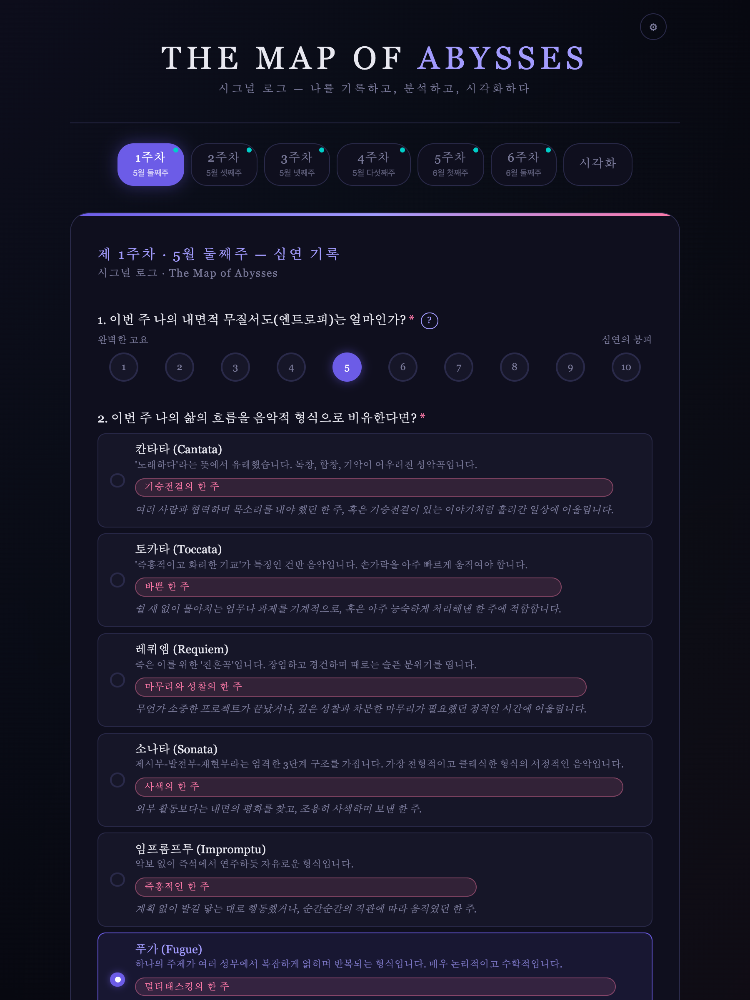 THE MAP OF ABYSSES
시그널 로그 — 나를 기록하고, 분석하고, 시각화하다
1주차
5월 둘째주
2주차
5월 셋째주
3주차
5월 넷째주
4주차
5월 다섯째주
5주차
6월 첫째주
6주차
6월 둘째주
시각화
제 1주차 · 5월 둘째주 — 심연 기록
시그널 로그 · The Map of Abysses
1. 이번 주 나의 내면적 무질서도(엔트로피)는 얼마인가? * ?
완벽한 고요 심연의 붕괴
1 2 3 4 5 6 7 8 9 10
2. 이번 주 나의 삶의 흐름을 음악적 형식으로 비유한다면? *
칸타타 (Cantata)
'노래하다'라는 뜻에서 유래했습니다. 독창, 합창, 기악이 어우러진 성악곡입니다.
기승전결의 한 주
여러 사람과 협력하며 목소리를 내야 했던 한 주, 혹은 기승전결이 있는 이야기처럼 흘러간 일상에 어울립니다.
토카타 (Toccata)
'즉흥적이고 화려한 기교'가 특징인 건반 음악입니다. 손가락을 아주 빠르게 움직여야 합니다.
바쁜 한 주
쉴 새 없이 몰아치는 업무나 과제를 기계적으로, 혹은 아주 능숙하게 처리해낸 한 주에 적합합니다.
레퀴엠 (Requiem)
죽은 이를 위한 '진혼곡'입니다. 장엄하고 경건하며 때로는 슬픈 분위기를 띱니다.
마무리와 성찰의 한 주
무언가 소중한 프로젝트가 끝났거나, 깊은 성찰과 차분한 마무리가 필요했던 정적인 시간에 어울립니다.
소나타 (Sonata)
제시부-발전부-재현부라는 엄격한 3단계 구조를 가집니다. 가장 전형적이고 클래식한 형식의 서정적인 음악입니다.
사색의 한 주
외부 활동보다는 내면의 평화를 찾고, 조용히 사색하며 보낸 한 주.
임프롬프투 (Impromptu)
악보 없이 즉석에서 연주하듯 자유로운 형식입니다.
즉흥적인 한 주
계획 없이 발길 닿는 대로 행동했거나, 순간순간의 직관에 따라 움직였던 한 주.
푸가 (Fugue)
하나의 주제가 여러 성부에서 복잡하게 얽히며 반복되는 형식입니다. 매우 논리적이고 수학적입니다.
멀티태스킹의 한 주